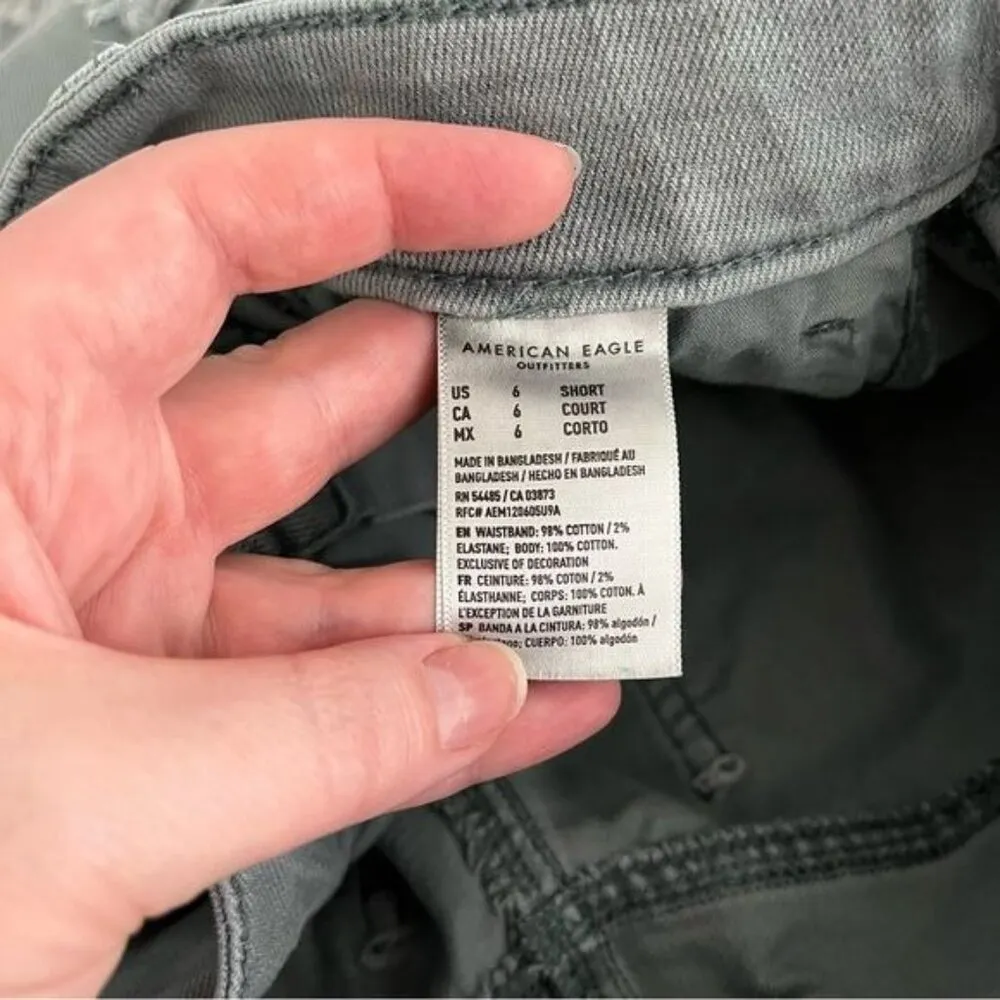 AMERICAN EAGLE
OUTFITTERS
US 6 SHORT
CA 6 COURT
MX 6 CORTO
MADE IN BANGLADESH / FABRIQUÉ AU
BANGLADESH / HECHO EN BANGLADESH
RN 54485 / CA 03873
RFC# AEM120605U9A
EN WAISTBAND: 98% COTTON / 2%
ELASTANE; BODY: 100% COTTON.
EXCLUSIVE OF DECORATION
FR CEINTURE: 98% COTON / 2%
ÉLASTHANNE; CORPS: 100% COTON. À
L'EXCEPTION DE LA GARNITURE
SP BANDA A LA CINTURA: 98% algodón /
CUERPO: 100% algodón